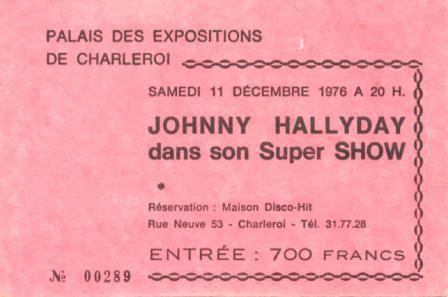 PALAIS DES EXPOSITIONS
DE CHARLEROI
SAMEDI 11 DÉCEMBRE 1976 A 20 H.
JOHNNY HALLYDAY
dans son Super SHOW
*
Réservation : Maison Disco-Hit
Rue Neuve 53 - Charleroi - Tél. 31.77.28
ENTRÉE : 700 FRANCS
№ 00289